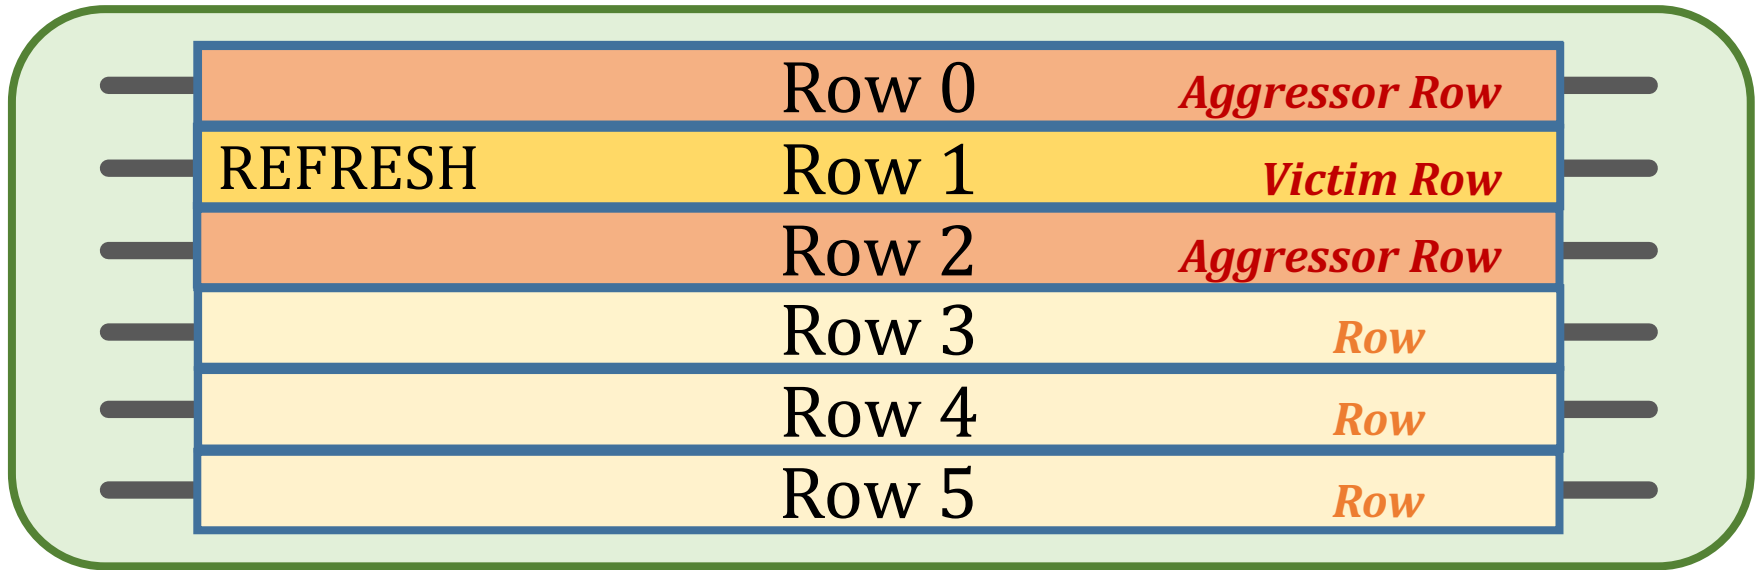 Row 0 Aggressor Row
REFRESH Row 1 Victim Row
Row 2 Aggressor Row
Row 3 Row
Row 4 Row
Row 5 Row